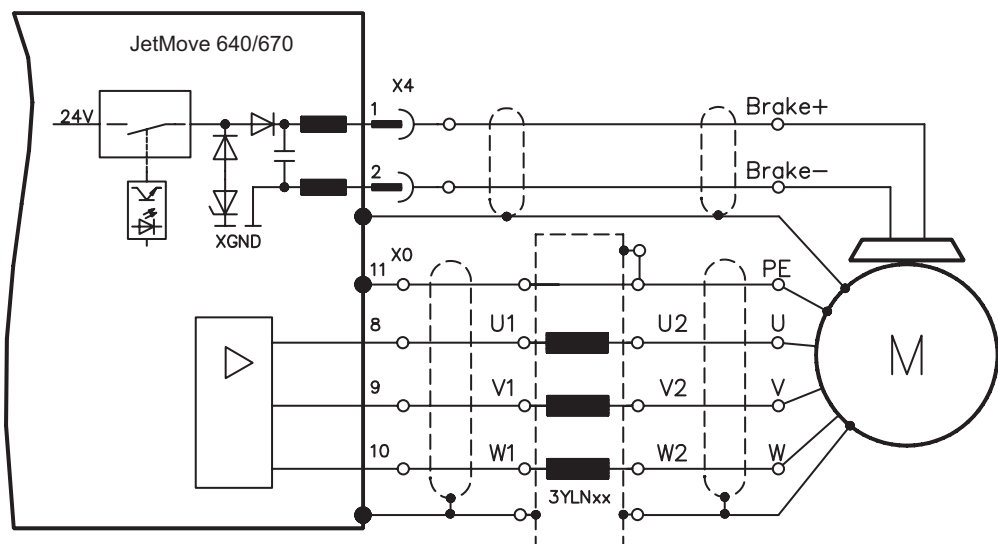 JetMove 640/670
X4
24V
1
Brake+
2
Brake−
XGND
X0
11
PE
8
U1
U2
U
9
V1
V2
V
M
10
W1
W2
W
3YLNxx